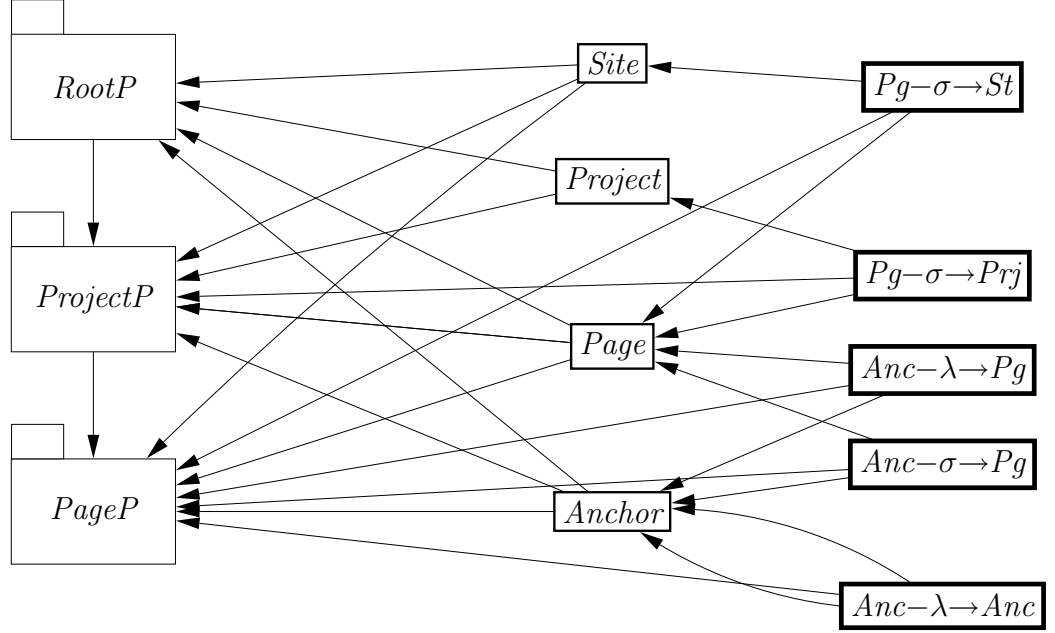 RootP
Site
Pg−σ→St
Project
ProjectP
Pg−σ→Prj
Page
Anc−λ→Pg
Anc−σ→Pg
PageP
Anchor
Anc−λ→Anc